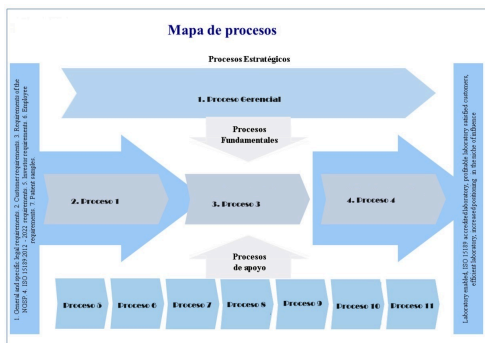 Mapa de procesos
Procesos Estratégicos
1. Proceso Gerencial
Procesos
Fundamentales
2. Proceso 1
3. Proceso 3
4. Proceso 4
Procesos
de apoyo
Proceso 5
Proceso 6
Proceso 7
Proceso 8
Proceso 9
Proceso 10
Proceso 11
1. General and specific legal requirements 2. Customer requirements 3. Requirements of the
4. ISO 15189 2012 - 2022 requirements 5. Investor requirements 6. Employee
requirements. 7. Patient samples.
Laboratory enabled, ISO 15189 accredited laboratory, profitable laboratory satisfied customers,
efficient laboratory, increased positioning in the niche of influence